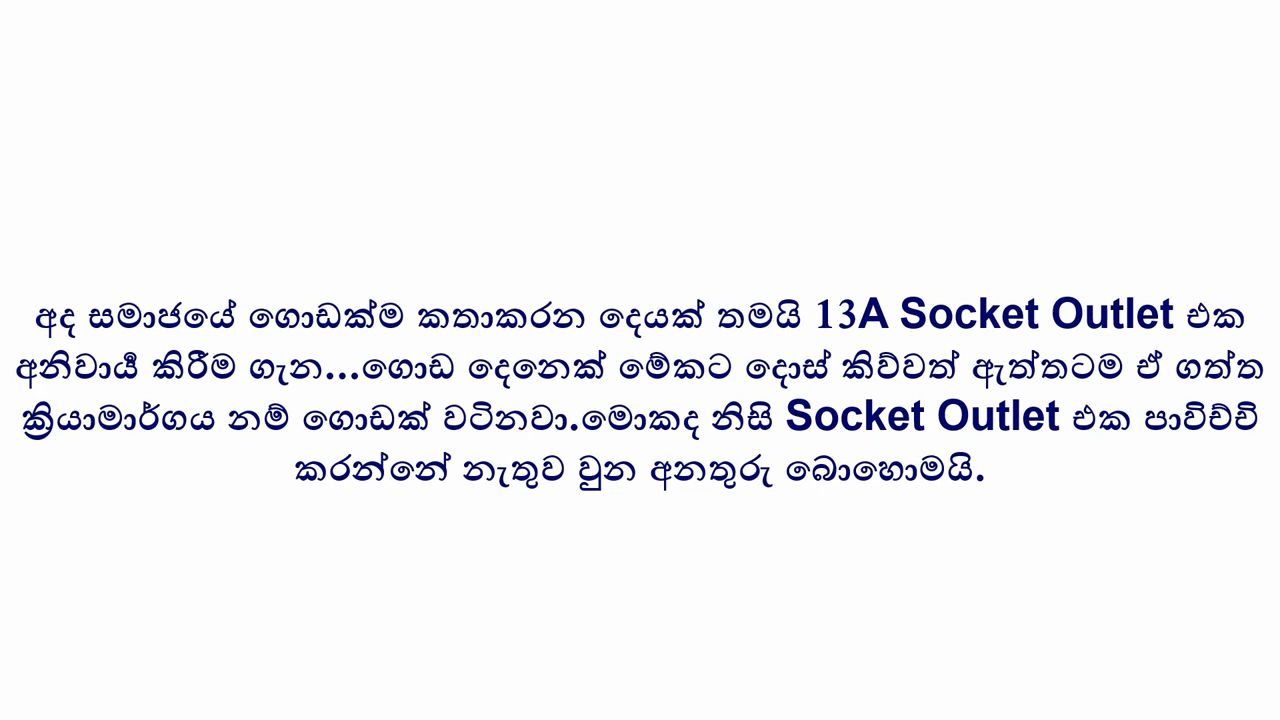 අද සමාජයේ ගොඩක්ම කතාකරන දෙයක් තමයි 13A Socket Outlet එක
අනිවාර්‍ය කිරීම ගැන...ගොඩ දෙනෙක් මේකට දොස් කිව්වත් ඇත්තටම ඒ ගත්ත
ක්‍රියාමාර්ගය නම් ගොඩක් වටිනවා.මොකද නිසි Socket Outlet එක පාවිච්චි
කරන්නේ නැතුව වුන අනතුරු බොහොමයි.